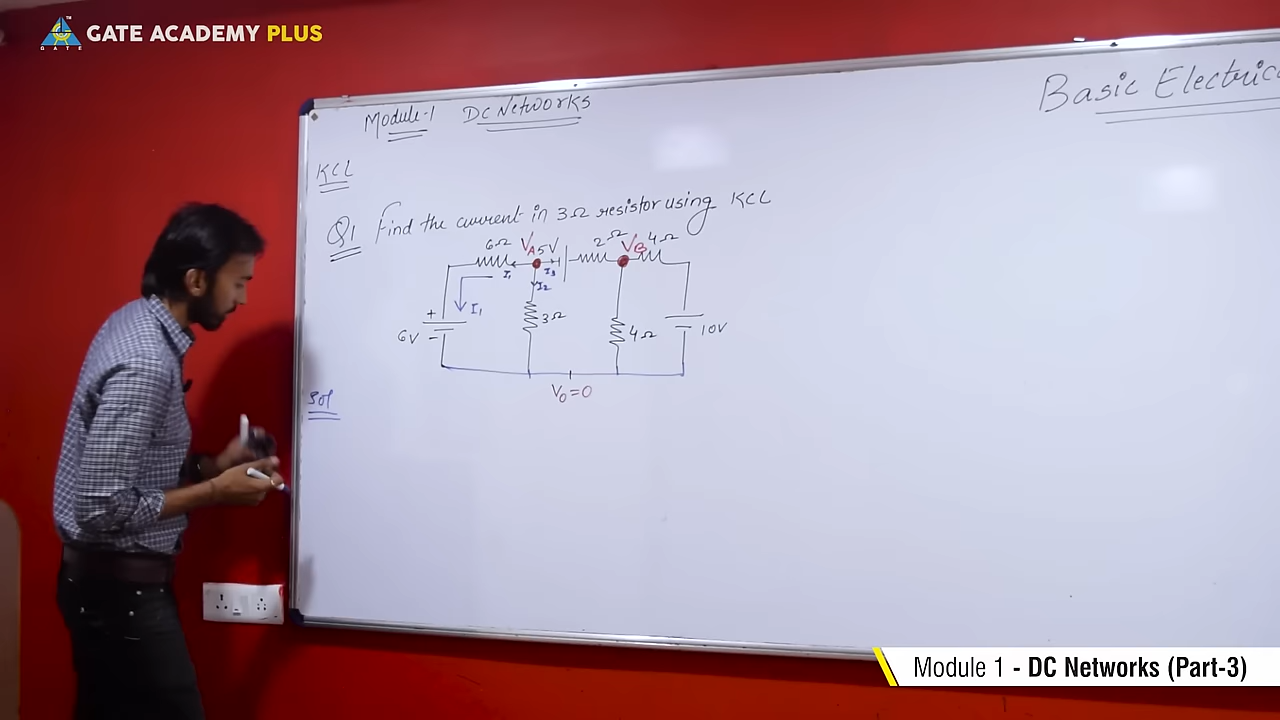 GATE ACADEMY PLUS
GATE
Module-1 DC Networks
Basic Electric
KCL
Q1 Find the current in 3Ω resistor using KCL
6Ω VA 5V 2Ω VB 4Ω
I1 I3
I2
+ I1 3Ω
6V - 4Ω 10V
V0=0
Sol
Module 1 - DC Networks (Part-3)